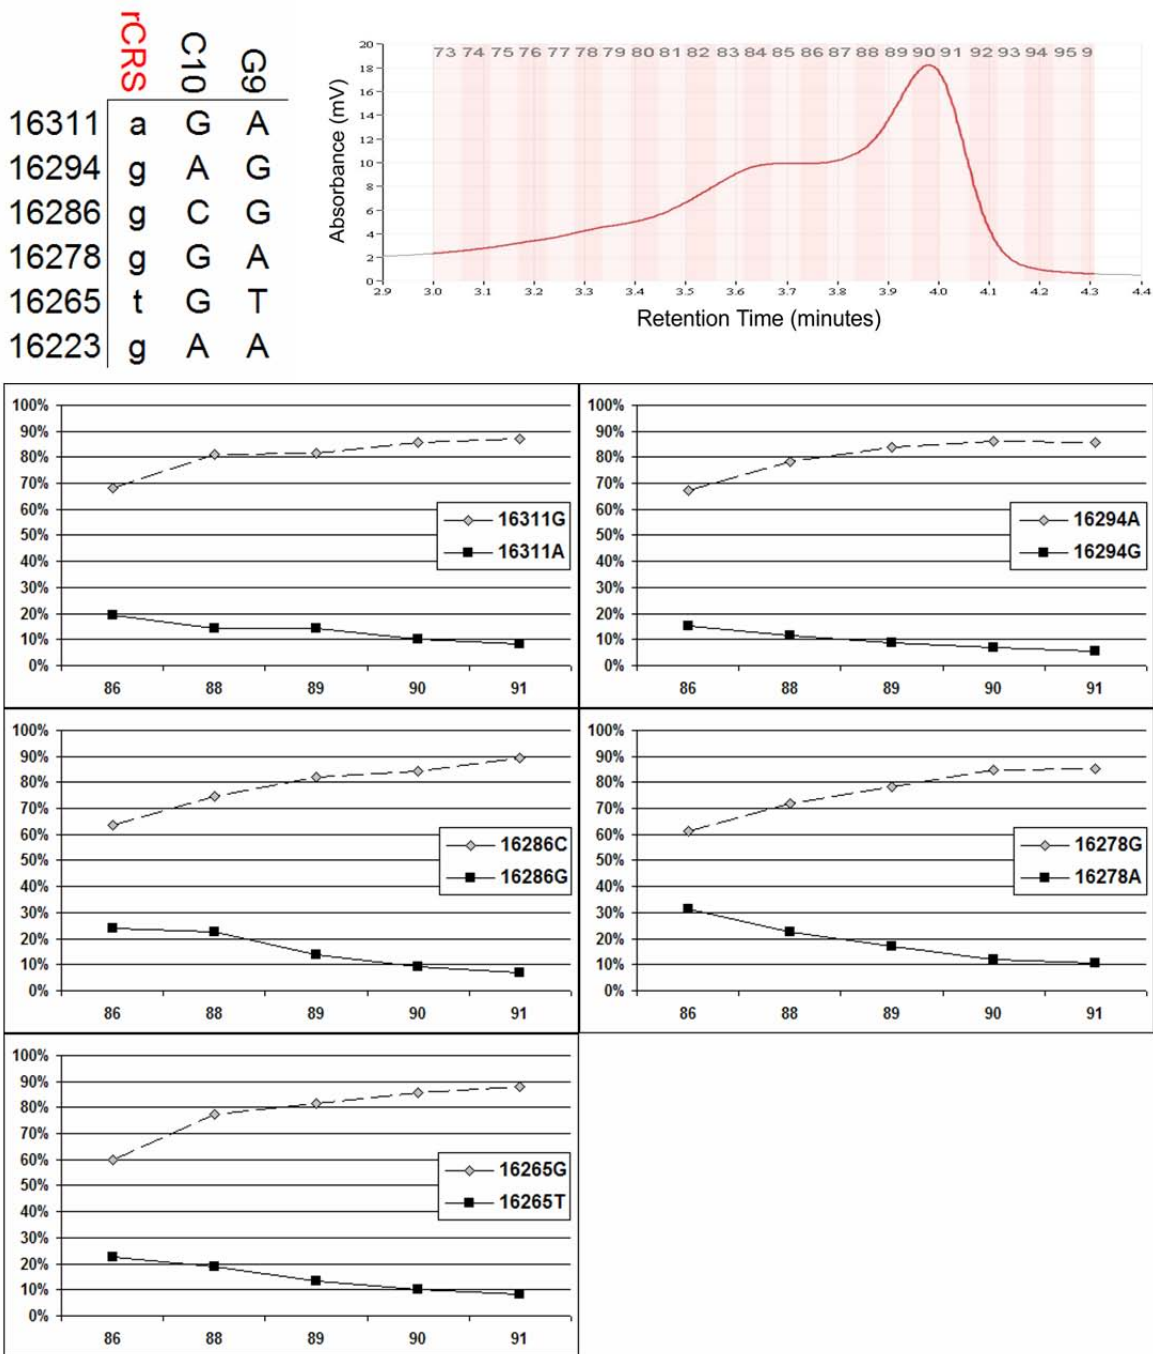 rCRS C10 G9
16311 a G A
16294 g A G
16286 g C G
16278 g G A
16265 t G T
16223 g A A
20
18
16
14
12
10
8
6
4
2
0
Absorbance (mV)
73 74 75 76 77 78 79 80 81 82 83 84 85 86 87 88 89 90 91 92 93 94 95 9
2.9 3.0 3.1 3.2 3.3 3.4 3.5 3.6 3.7 3.8 3.9 4.0 4.1 4.2 4.3 4.4
Retention Time (minutes)
100%
90%
80%
70%
60%
50%
40%
30%
20%
10%
0%
86 88 89 90 91
16311G
16311A
100%
90%
80%
70%
60%
50%
40%
30%
20%
10%
0%
86 88 89 90 91
16294A
16294G
100%
90%
80%
70%
60%
50%
40%
30%
20%
10%
0%
86 88 89 90 91
16286C
16286G
100%
90%
80%
70%
60%
50%
40%
30%
20%
10%
0%
86 88 89 90 91
16278G
16278A
100%
90%
80%
70%
60%
50%
40%
30%
20%
10%
0%
86 88 89 90 91
16265G
16265T